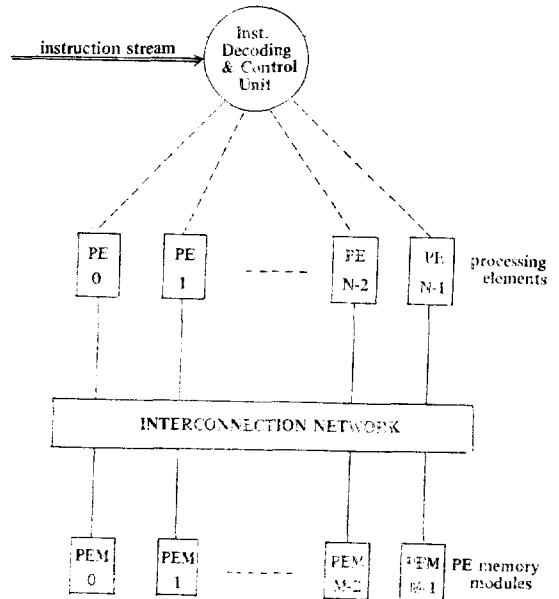 Inst.
Decoding
& Control
Unit
instruction stream
PE
0
PE
1
PE
N-2
PE
N-1
processing
elements
INTERCONNECTION NETWORK
PEM
0
PEM
1
PEM
M-2
PEM
M-1
PE memory
modules